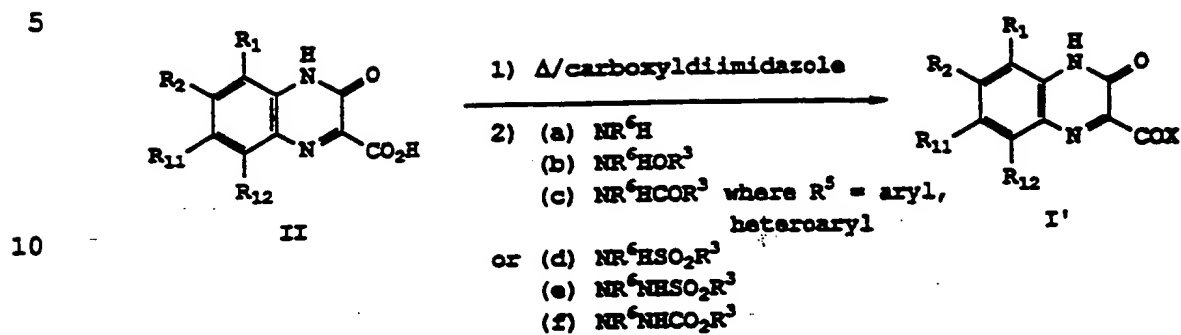 5
R₁ H N O R₂ R₁₁ N CO₂H R₁₂
II
1) Δ/carboxyldiimidazole
2) (a) NR⁶H
(b) NR⁶HOR³
(c) NR⁶HCOR³ where R⁵ = aryl,
heteroaryl
10
or (d) NR⁶HSO₂R³
(e) NR⁶NHSO₂R³
(f) NR⁶NHCO₂R³
R₁ H N O R₂ R₁₁ N COX R₁₂
I'